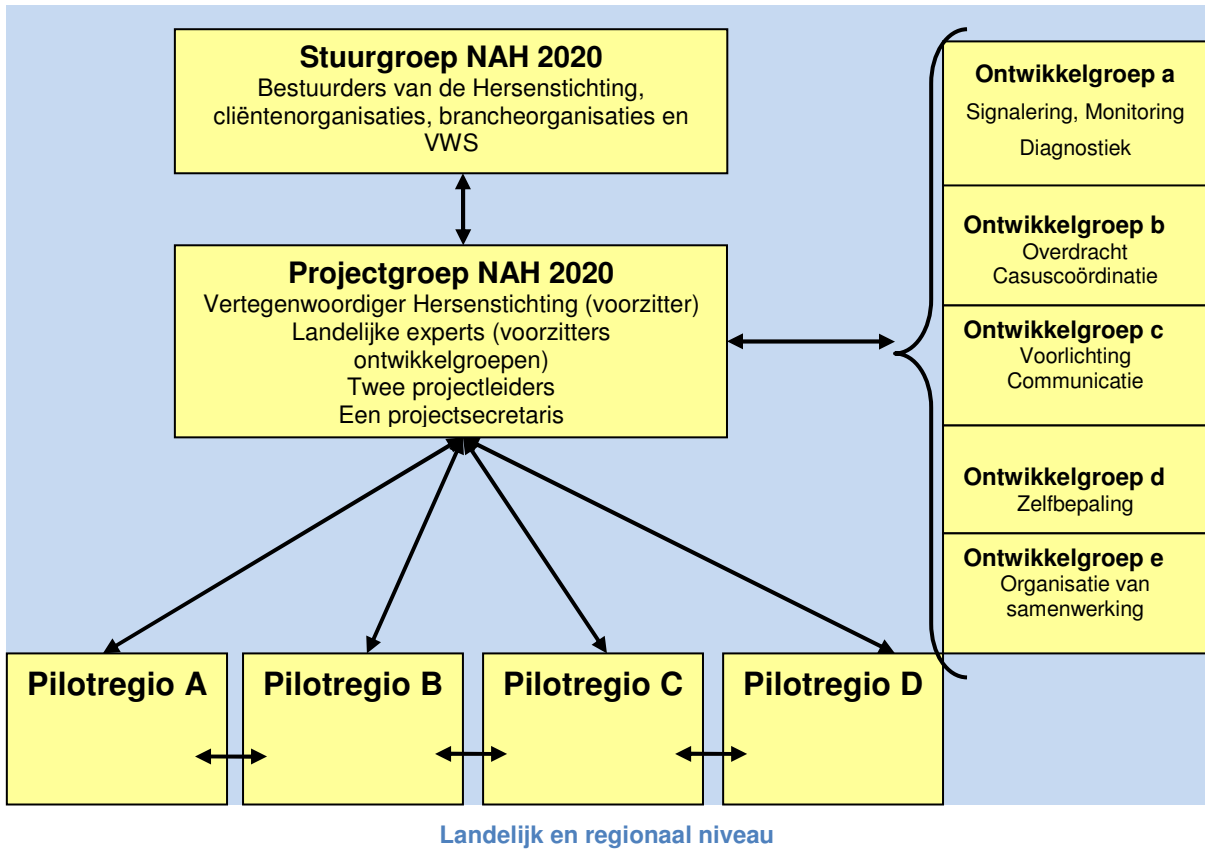 Stuurgroep NAH 2020
Bestuurders van de Hersenstichting,
cliëntenorganisaties, brancheorganisaties en
VWS
Projectgroep NAH 2020
Vertegenwoordiger Hersenstichting (voorzitter)
Landelijke experts (voorzitters
ontwikkelgroepen)
Twee projectleiders
Een projectsecretaris
Ontwikkelgroep a
Signalering, Monitoring
Diagnostiek
Ontwikkelgroep b
Overdracht
Casuscoördinatie
Ontwikkelgroep c
Voorlichting
Communicatie
Ontwikkelgroep d
Zelfbepaling
Ontwikkelgroep e
Organisatie van
samenwerking
Pilotregio A
Pilotregio B
Pilotregio C
Pilotregio D
Landelijk en regionaal niveau